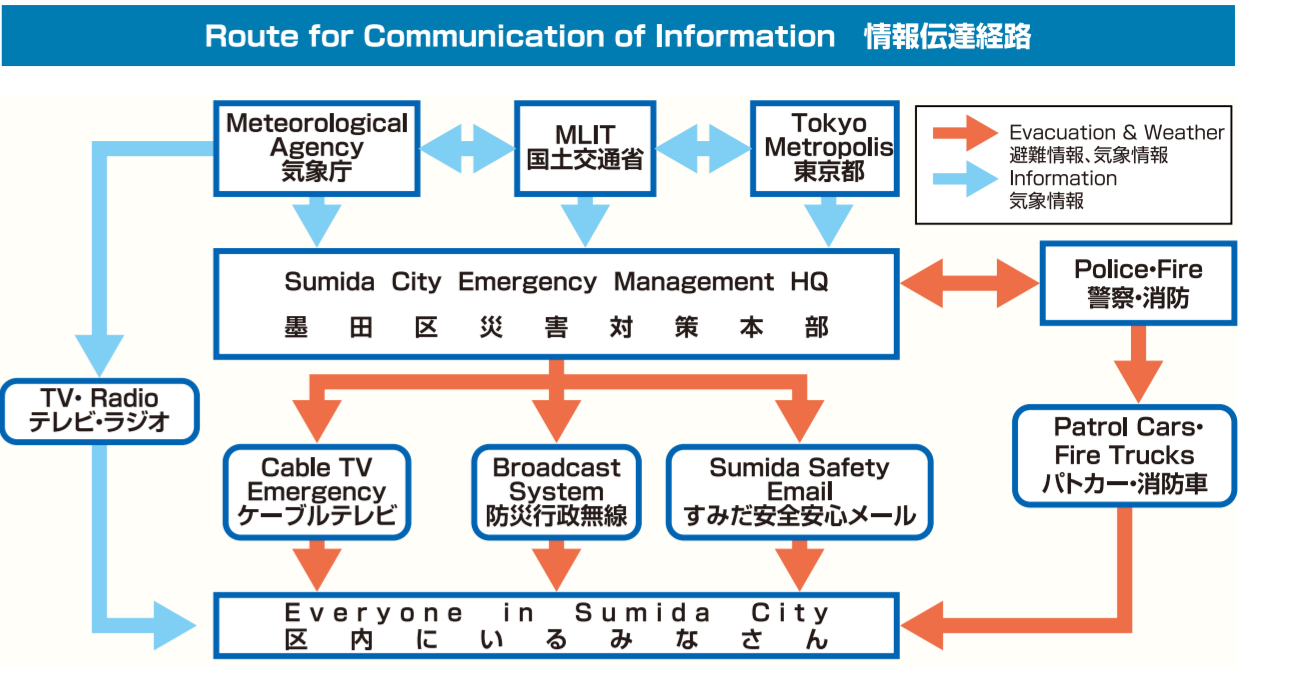 Route for Communication of Information 情報伝達経路
Meteorological
Agency
気象庁
MLIT
国土交通省
Tokyo
Metropolis
東京都
Evacuation & Weather
避難情報、気象情報
Information
気象情報
Sumida City Emergency Management HQ
墨田区災害対策本部
Police•Fire
警察•消防
TV• Radio
テレビ•ラジオ
Cable TV
Emergency
ケーブルテレビ
Broadcast
System
防災行政無線
Sumida Safety
Email
すみだ安全安心メール
Patrol Cars•
Fire Trucks
パトカー•消防車
Everyone in Sumida City
区内にいるみなさん